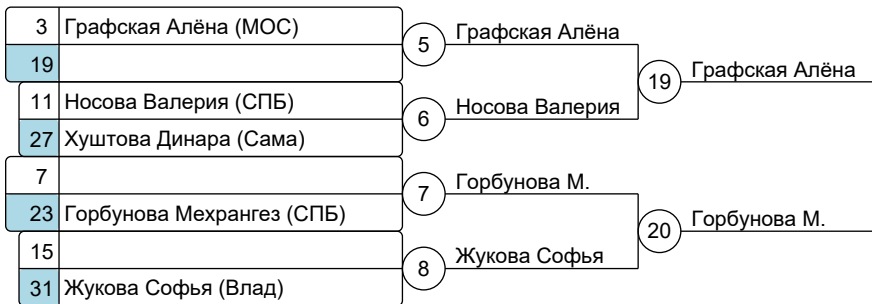 3 Графская Алёна (МОС)
5 Графская Алёна
19
19 Графская Алёна
11 Носова Валерия (СПБ)
6 Носова Валерия
27 Хуштова Динара (Сама)
7
7 Горбунова М.
23 Горбунова Мехрангез (СПБ)
20 Горбунова М.
15
8 Жукова Софья
31 Жукова Софья (Влад)